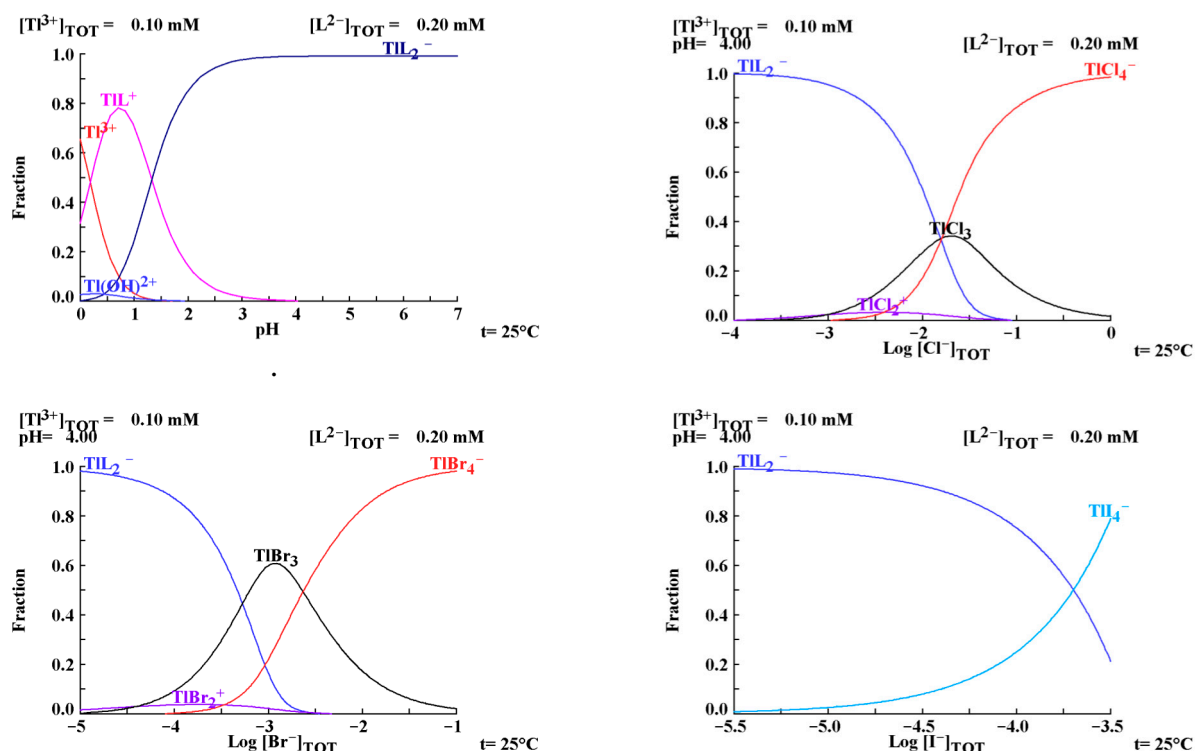 [Tl³⁺]TOT = 0.10 mM [L²⁻]TOT = 0.20 mM
1.0
0.8
0.6
0.4
0.2
0.0
Fraction
TlL₂⁻
TlL⁺
Tl³⁺
Tl(OH)²⁺
0 1 2 3 4 5 6 7
pH
t= 25°C
[Tl³⁺]TOT = 0.10 mM
pH= 4.00 [L²⁻]TOT = 0.20 mM
1.0
0.8
0.6
0.4
0.2
0.0
Fraction
TlL₂⁻
TlCl₄⁻
TlCl₃
TlCl₂⁺
−4 −3 −2 −1 0
Log [Cl⁻]TOT
t= 25°C
[Tl³⁺]TOT = 0.10 mM
pH= 4.00 [L²⁻]TOT = 0.20 mM
1.0
0.8
0.6
0.4
0.2
0.0
Fraction
TlL₂⁻
TlBr₄⁻
TlBr₃
TlBr₂⁺
−5 −4 −3 −2 −1
Log [Br⁻]TOT
t= 25°C
[Tl³⁺]TOT = 0.10 mM
pH= 4.00 [L²⁻]TOT = 0.20 mM
1.0
0.8
0.6
0.4
0.2
0.0
Fraction
TlL₂⁻
TlI₄⁻
−5.5 −5.0 −4.5 −4.0 −3.5
Log [I⁻]TOT
t= 25°C